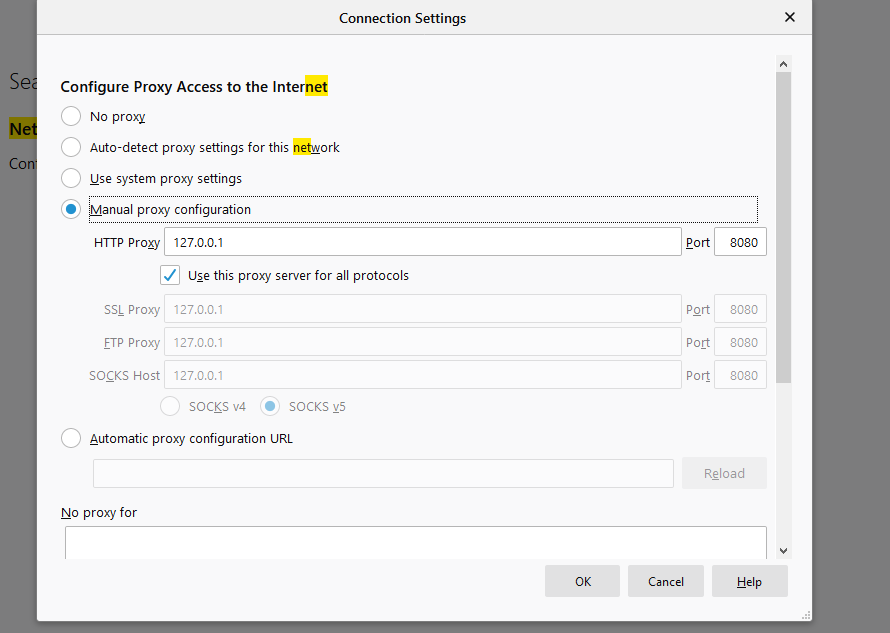 Connection Settings
Sea
Net
Con
Configure Proxy Access to the Internet
No proxy
Auto-detect proxy settings for this network
Use system proxy settings
Manual proxy configuration
HTTP Proxy 127.0.0.1 Port 8080
Use this proxy server for all protocols
SSL Proxy 127.0.0.1 Port 8080
FTP Proxy 127.0.0.1 Port 8080
SOCKS Host 127.0.0.1 Port 8080
SOCKS v4 SOCKS v5
Automatic proxy configuration URL
Reload
No proxy for
OK Cancel Help